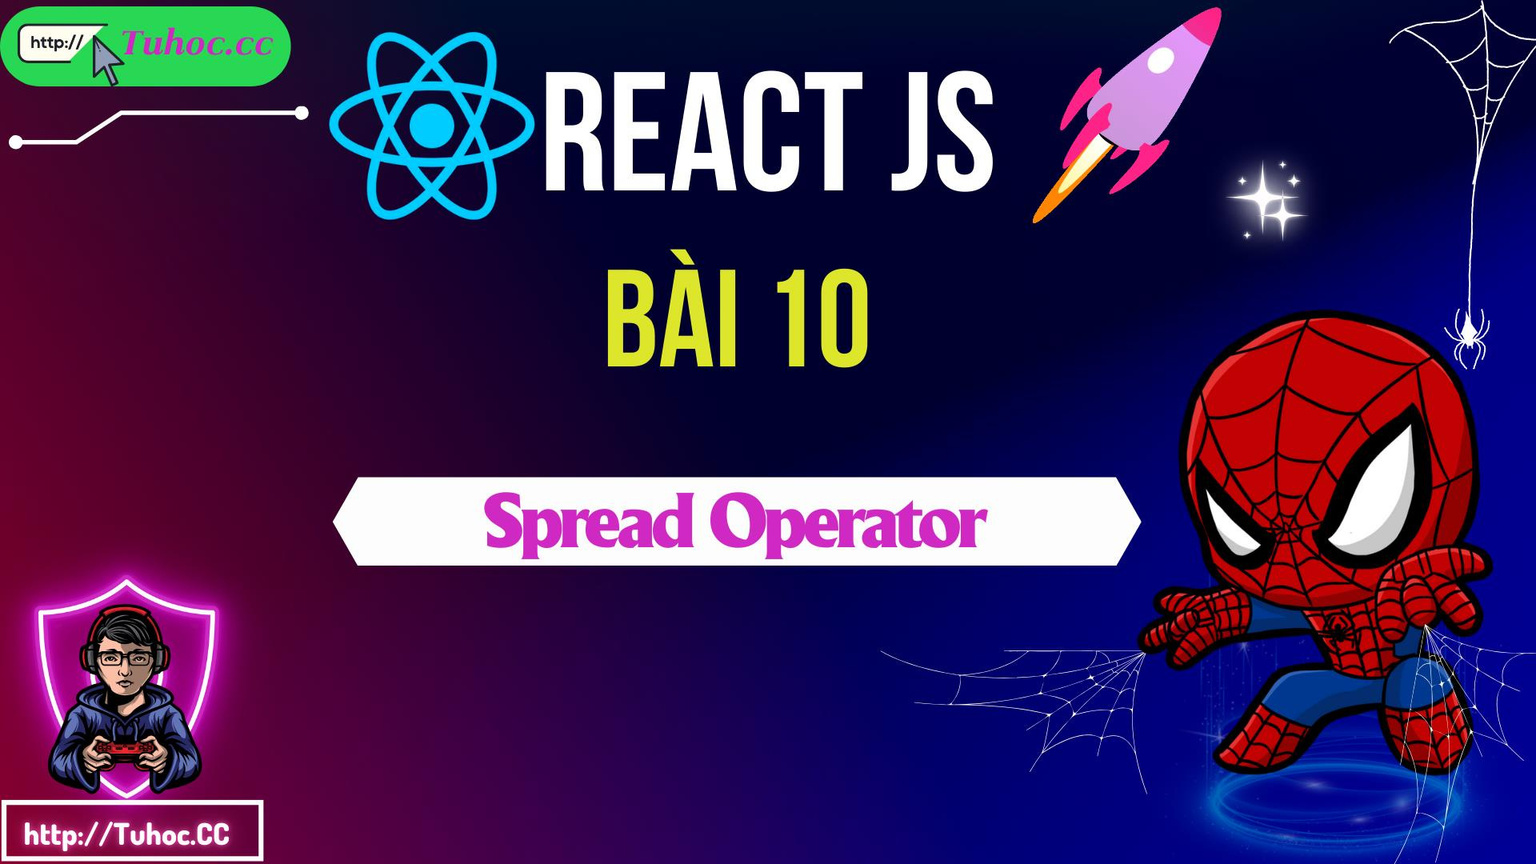 http://
Tuhoc.cc
REACT JS
BÀI 10
Spread Operator
http://Tuhoc.CC